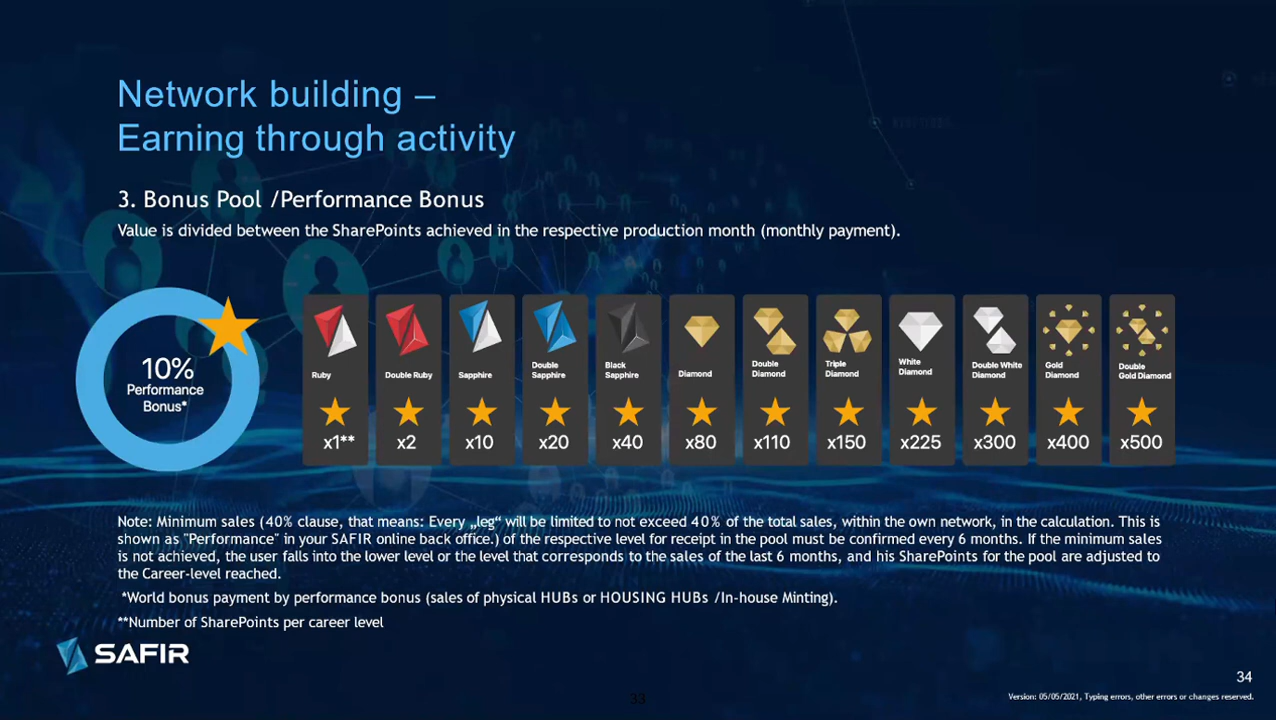 Network building –
Earning through activity
3. Bonus Pool /Performance Bonus
Value is divided between the SharePoints achieved in the respective production month (monthly payment).
10%
Performance
Bonus*
Ruby
x1**
Double Ruby
x2
Sapphire
x10
Double
Sapphire
x20
Black
Sapphire
x40
Diamond
x80
Double
Diamond
x110
Triple
Diamond
x150
White
Diamond
x225
Double White
Diamond
x300
Gold
Diamond
x400
Double
Gold Diamond
x500
Note: Minimum sales (40% clause, that means: Every „leg“ will be limited to not exceed 40% of the total sales, within the own network, in the calculation. This is
shown as "Performance" in your SAFIR online back office.) of the respective level for receipt in the pool must be confirmed every 6 months. If the minimum sales
is not achieved, the user falls into the lower level or the level that corresponds to the sales of the last 6 months, and his SharePoints for the pool are adjusted to
the Career-level reached.
*World bonus payment by performance bonus (sales of physical HUBs or HOUSING HUBs /In-house Minting).
**Number of SharePoints per career level
SAFIR
34
33
Version: 05/05/2021, Typing errors, other errors or changes reserved.